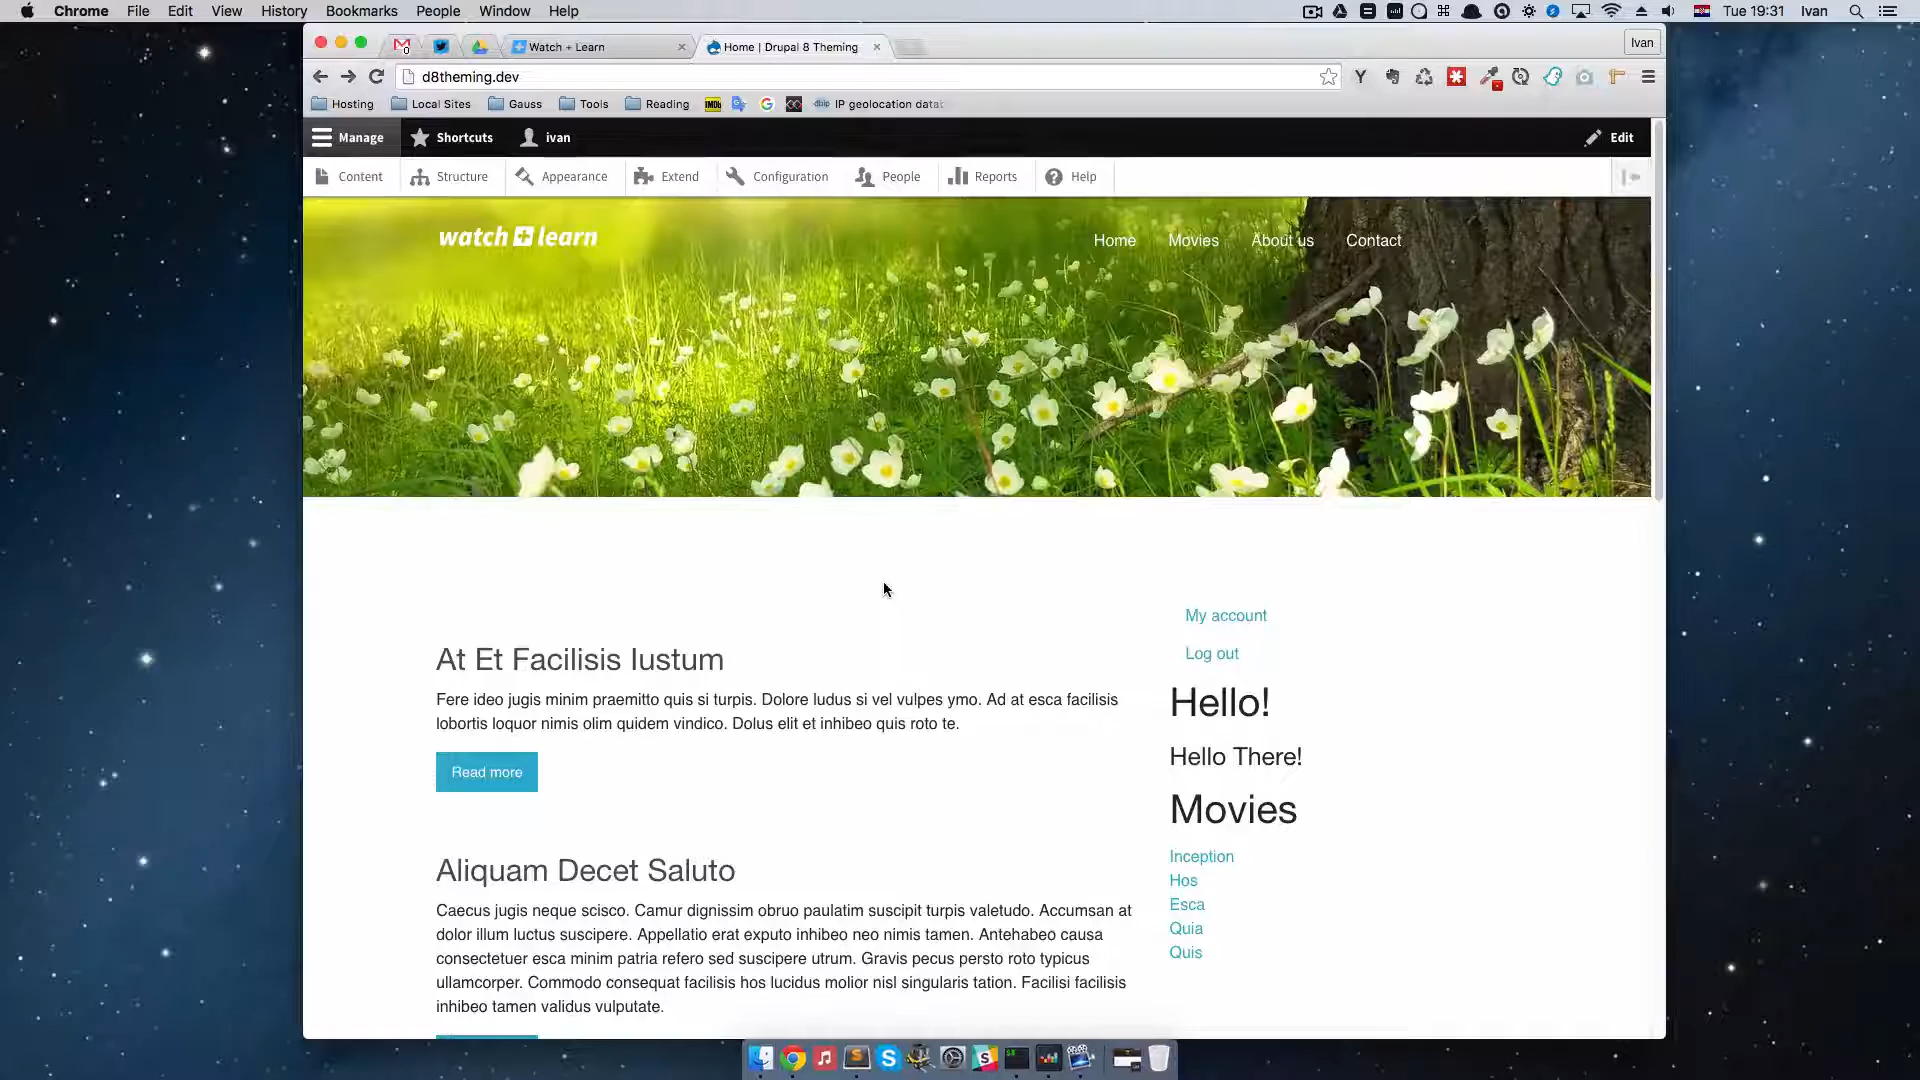 Chrome File Edit View History Bookmarks People Window Help Tue 19:31 Ivan
Watch + Learn Home | Drupal 8 Theming Ivan
d8theming.dev
Hosting Local Sites Gauss Tools Reading IMDb IP geolocation datab
Manage Shortcuts ivan Edit
Content Structure Appearance Extend Configuration People Reports Help
watch + learn
Home Movies About us Contact
At Et Facilisis Iustum
Fere ideo jugis minim praemitto quis si turpis. Dolore ludus si vel vulpes ymo. Ad at esca facilisis
lobortis loquor nimis olim quidem vindico. Dolus elit et inhibeo quis roto te.
Read more
Aliquam Decet Saluto
Caecus jugis neque scisco. Camur dignissim obruo paulatim suscipit turpis valetudo. Accumsan at
dolor illum luctus suscipere. Appellatio erat exputo inhibeo neo nimis tamen. Antehabeo causa
consectetuer esca minim patria refero sed suscipere utrum. Gravis pecus persto roto typicus
ullamcorper. Commodo consequat facilisis hos lucidus molior nisl singularis tation. Facilisi facilisis
inhibeo tamen validus vulputate.
My account
Log out
Hello!
Hello There!
Movies
Inception
Hos
Esca
Quia
Quis